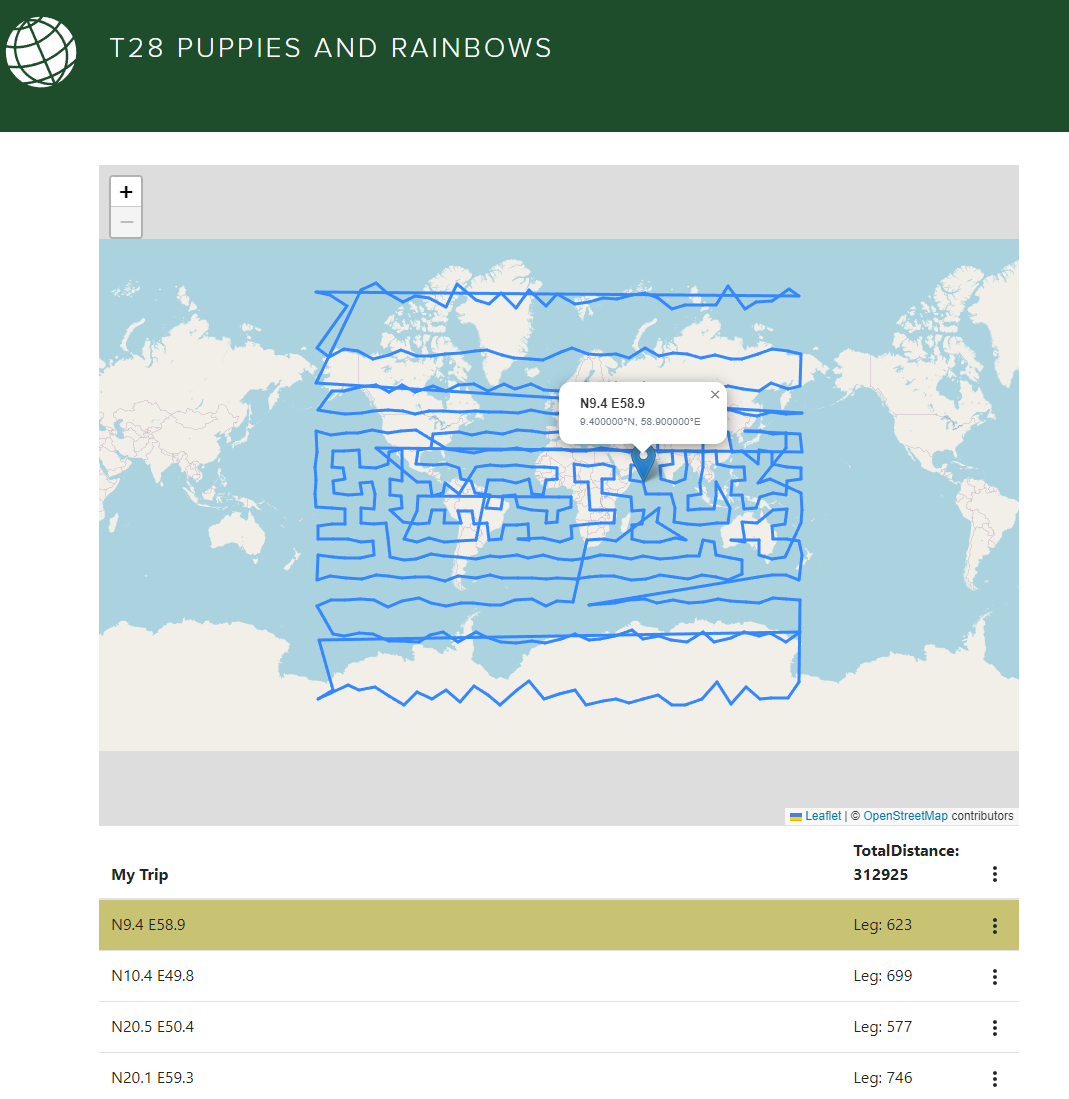 T28 PUPPIES AND RAINBOWS
+
−
N9.4 E58.9
×
9.400000°N, 58.900000°E
Leaflet | © OpenStreetMap contributors
My Trip
TotalDistance:
312925
N9.4 E58.9 Leg: 623
N10.4 E49.8 Leg: 699
N20.5 E50.4 Leg: 577
N20.1 E59.3 Leg: 746